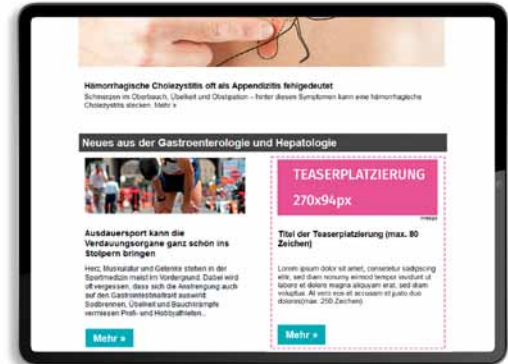 Hämorrhagische Cholezystitis oft als Appendizitis fehlgedeutet
Schmerzen im Oberbauch, Übelkeit und Obstipation – hinter diesen Symptomen kann eine hämorrhagische
Cholezystitis stecken. Mehr »
Neues aus der Gastroenterologie und Hepatologie
TEASERPLATZIERUNG
270x94px
Ausdauersport kann die
Verdauungsorgane ganz schön ins
Stolpern bringen
Herz, Muskulatur und Gelenke stehen in der
Sportmedizin meist im Vordergrund. Dabei wird
oft vergessen, dass sich die Anstrengung auch
auf den Gastrointestinaltrakt auswirkt:
Sodbrennen, Übelkeit und Bauchkrämpfe
vermiesen Profi- und Hobbyathleten...
Mehr »
Titel der Teaserplatzierung (max. 80
Zeichen)
Lorem ipsum dolor sit amet, consetetur sadipscing
elitr, sed diam nonumy eirmod tempor invidunt ut
labore et dolore magna aliquyam erat, sed diam
voluptua. At vero eos et accusam et justo duo
dolores(max. 250 Zeichen)
Mehr »